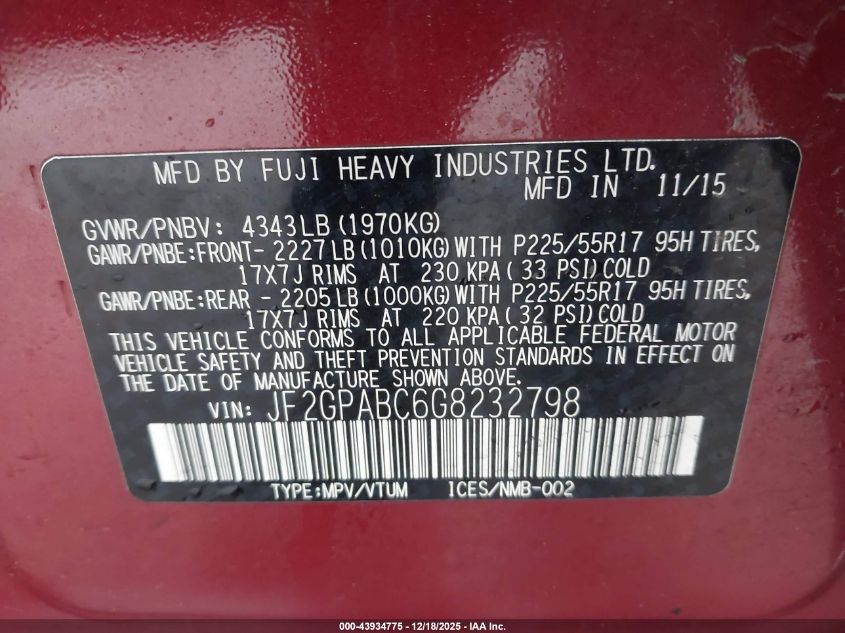 MFD BY FUJI HEAVY INDUSTRIES LTD.
MFD IN 11/15
GVWR/PNBV: 4343LB(1970KG)
GAWR/PNBE:FRONT- 2227LB(1010KG)WITH P225/55R17 95H TIRES,
17X7J RIMS AT 230 KPA( 33 PSI)COLD
GAWR/PNBE:REAR - 2205LB(1000KG)WITH P225/55R17 95H TIRES,
17X7J RIMS AT 220 KPA( 32 PSI)COLD
THIS VEHICLE CONFORMS TO ALL APPLICABLE FEDERAL MOTOR
VEHICLE SAFETY AND THEFT PREVENTION STANDARDS IN EFFECT ON
THE DATE OF MANUFACTURE SHOWN ABOVE.
VIN: JF2GPABC6G8232798
TYPE:MPV/VTUM ICES/NMB-002
000-43934775 - 12/18/2025 - IAA Inc.